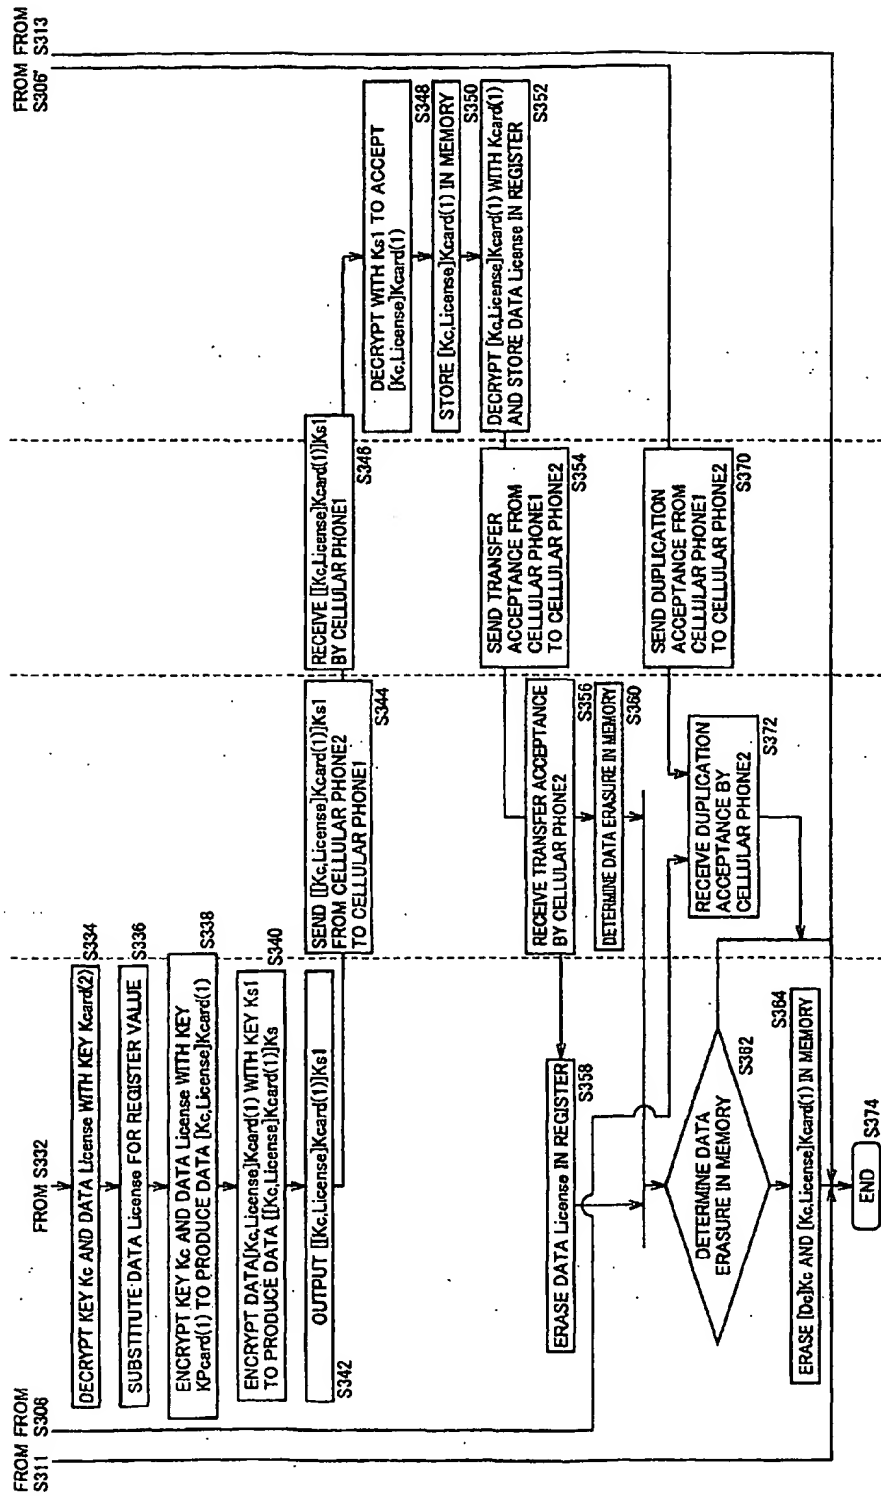 FROM FROM
S311 S306
FROM S332
DECRYPT KEY Kc AND DATA License WITH KEY Kcard(2)
S334
SUBSTITUTE DATA License FOR REGISTER VALUE
S336
ENCRYPT KEY Kc AND DATA License WITH KEY
KPcard(1) TO PRODUCE DATA [Kc,License]Kcard(1)
S338
ENCRYPT DATA[Kc,License]Kcard(1) WITH KEY Ks1
TO PRODUCE DATA [[Kc,License]Kcard(1)]Ks
S340
OUTPUT [[Kc,License]Kcard(1)]Ks1
S342
SEND [[Kc,License]Kcard(1)]Ks1
FROM CELLULAR PHONE2
TO CELLULAR PHONE1
S344
RECEIVE [[Kc,License]Kcard(1)]Ks1
BY CELLULAR PHONE1
S346
FROM FROM
S306 S313
DECRYPT WITH Ks1 TO ACCEPT
[Kc,License]Kcard(1)
S348
STORE [Kc,License]Kcard(1) IN MEMORY
S350
DECRYPT [Kc,License]Kcard(1) WITH Kcard(1)
AND STORE DATA License IN REGISTER
S352
SEND TRANSFER
ACCEPTANCE FROM
CELLULAR PHONE1
TO CELLULAR PHONE2
S354
RECEIVE TRANSFER ACCEPTANCE
BY CELLULAR PHONE2
S356
ERASE DATA License IN REGISTER
S358
DETERMINE DATA ERASURE IN MEMORY
S360
DETERMINE DATA
ERASURE IN MEMORY
S362
ERASE [Dc]Kc AND [Kc,License]Kcard(1) IN MEMORY
S364
SEND DUPLICATION
ACCEPTANCE FROM
CELLULAR PHONE1
TO CELLULAR PHONE2
S370
RECEIVE DUPLICATION
ACCEPTANCE BY
CELLULAR PHONE2
S372
END
S374